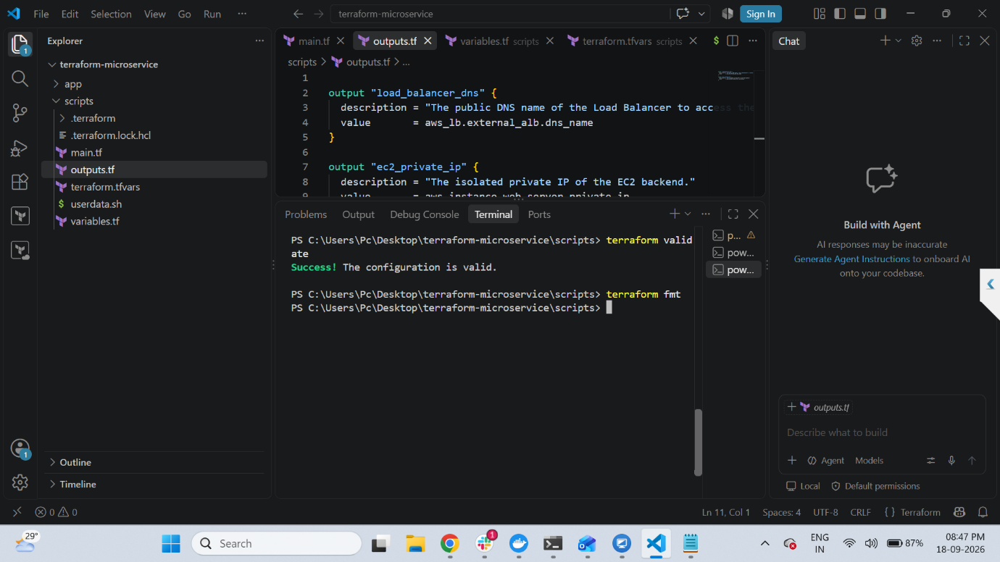 File Edit Selection View Go Run ···
terraform-microservice
Sign In
Explorer
terraform-microservice
app
scripts
.terraform
.terraform.lock.hcl
main.tf
outputs.tf
terraform.tfvars
$ userdata.sh
variables.tf
Outline
Timeline
main.tf
outputs.tf
variables.tf scripts
terraform.tfvars scripts
$
scripts > outputs.tf > ...
1
2 output "load_balancer_dns" {
3 description = "The public DNS name of the Load Balancer to access the
4 value = aws_lb.external_alb.dns_name
5 }
6
7 output "ec2_private_ip" {
8 description = "The isolated private IP of the EC2 backend."
9 value = aws_instance.web_server.private_ip
Problems Output Debug Console Terminal Ports
PS C:\Users\Pc\Desktop\terraform-microservice\scripts> terraform valid
ate
Success! The configuration is valid.
PS C:\Users\Pc\Desktop\terraform-microservice\scripts> terraform fmt
PS C:\Users\Pc\Desktop\terraform-microservice\scripts>
p...
pow...
pow...
Chat
Build with Agent
AI responses may be inaccurate
Generate Agent Instructions to onboard AI
onto your codebase.
outputs.tf
Describe what to build
Agent Models
Local Default permissions
1
1
0 0
Ln 11, Col 1 Spaces: 4 UTF-8 CRLF { } Terraform
29°
Search
1
ENG
IN
87%
08:47 PM
18-09-2026